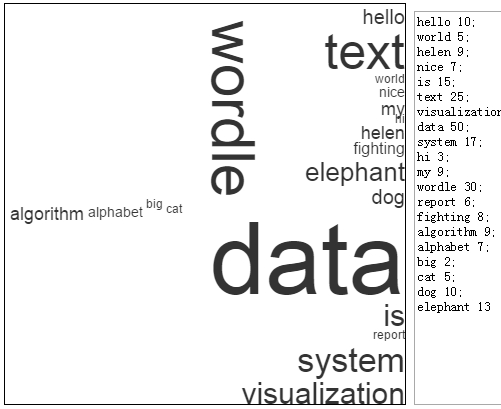 hello
text
world
nice
my
hi
helen
fighting
elephant
dog
wordle
algorithm alphabet big cat
data
is
report
system
visualization
hello 10;
world 5;
helen 9;
nice 7;
is 15;
text 25;
visualization
data 50;
system 17;
hi 3;
my 9;
wordle 30;
report 6;
fighting 8;
algorithm 9;
alphabet 7;
big 2;
cat 5;
dog 10;
elephant 13